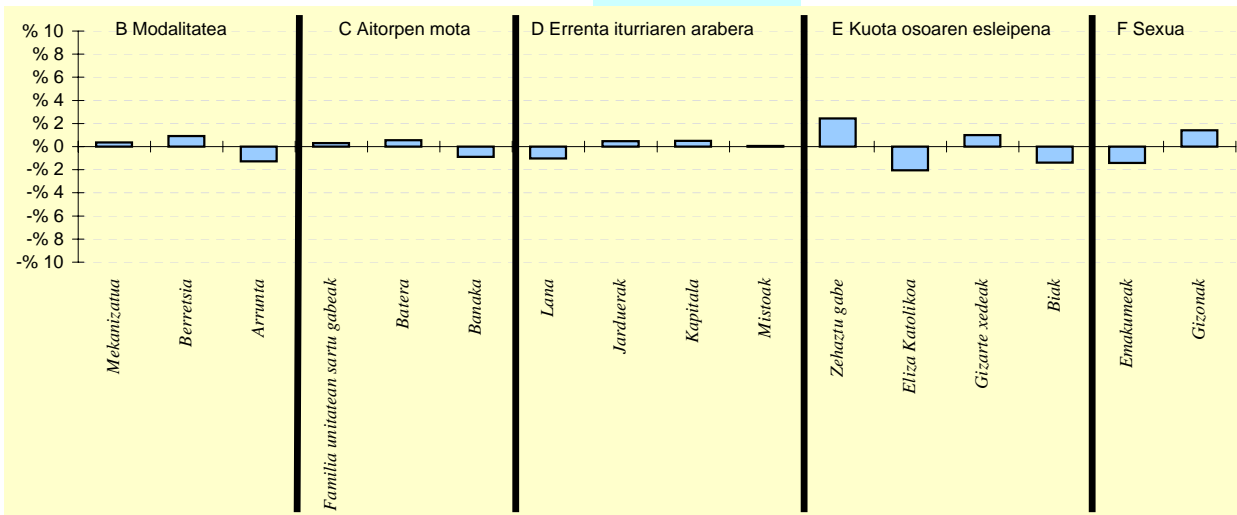 B Modalitatea
C Aitorpen mota
D Errenta iturriaren arabera
E Kuota osoaren esleipena
F Sexua
% 10
% 8
% 6
% 4
% 2
% 0
-% 2
-% 4
-% 6
-% 8
-% 10
Mekanizatua
Berretsia
Arrunta
Familia unitatean sartu gabeak
Batera
Banaka
Lana
Jarduerak
Kapitala
Mistoak
Zehaztu gabe
Eliza Katolikoa
Gizarte xedeak
Biak
Emakumeak
Gizonak